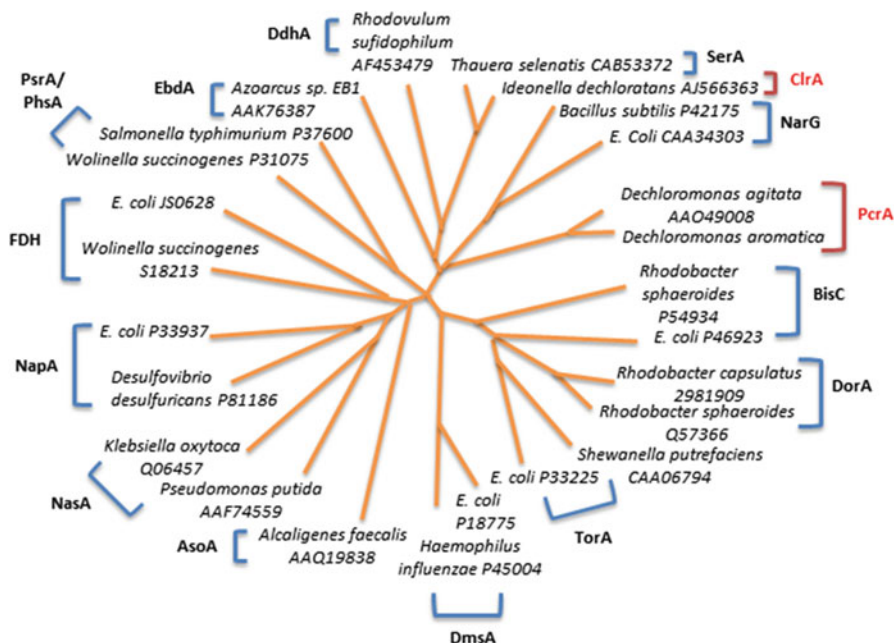 DdhA
Rhodovulum
sufidophilum
AF453479
Thauera selenatis CAB53372
SerA
Ideonella dechloratans AJ566363
ClrA
Bacillus subtilis P42175
NarG
E. Coli CAA34303
PsrA/
PhsA
EbdA
Azoarcus sp. EB1
AAK76387
Salmonella typhimurium P37600
Wolinella succinogenes P31075
Dechloromonas agitata
AAO49008
PcrA
Dechloromonas aromatica
FDH
E. coli JS0628
Wolinella succinogenes
S18213
Rhodobacter
sphaeroides
P54934
BisC
E. coli P46923
NapA
E. coli P33937
Desulfovibrio
desulfuricans P81186
Rhodobacter capsulatus
2981909
DorA
Rhodobacter sphaeroides
Q57366
Klebsiella oxytoca
Q06457
NasA
Pseudomonas putida
AAF74559
Shewanella putrefaciens
CAA06794
E. coli P33225
TorA
AsoA
Alcaligenes faecalis
AAQ19838
E. coli
P18775
Haemophilus
influenzae P45004
DmsA